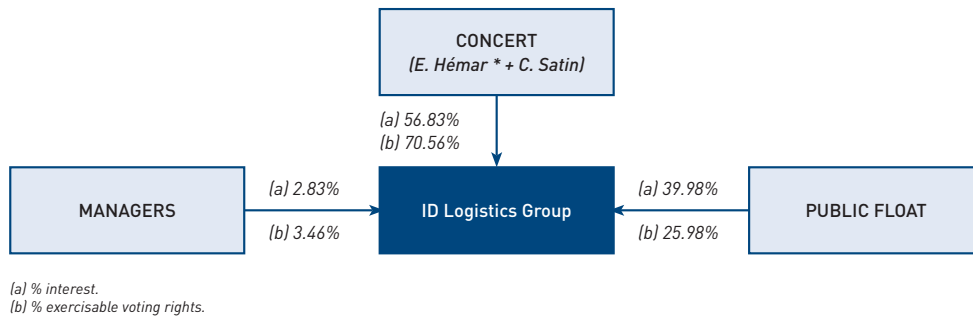 CONCERT
(E. Hémar * + C. Satin)
(a) 56.83%
(b) 70.56%
MANAGERS
(a) 2.83%
(b) 3.46%
ID Logistics Group
(a) 39.98%
(b) 25.98%
PUBLIC FLOAT
(a) % interest.
(b) % exercisable voting rights.